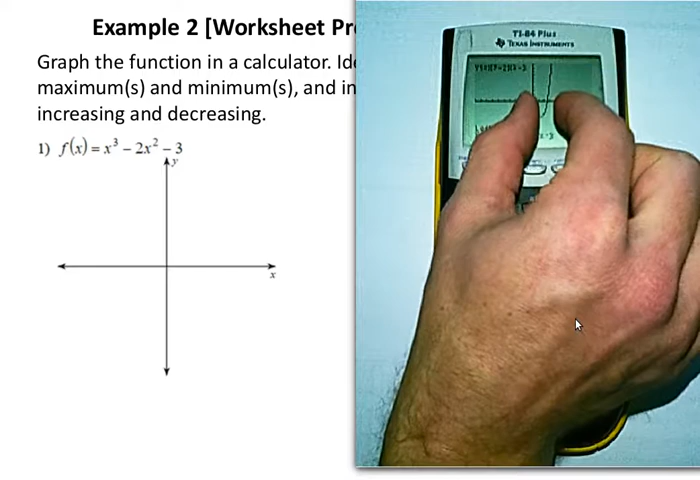 Example 2 [Worksheet Pr
Graph the function in a calculator. Ide
maximum(s) and minimum(s), and in
increasing and decreasing.
1) f(x) = x³ − 2x² − 3
y
x
TI-84 Plus
TEXAS INSTRUMENTS